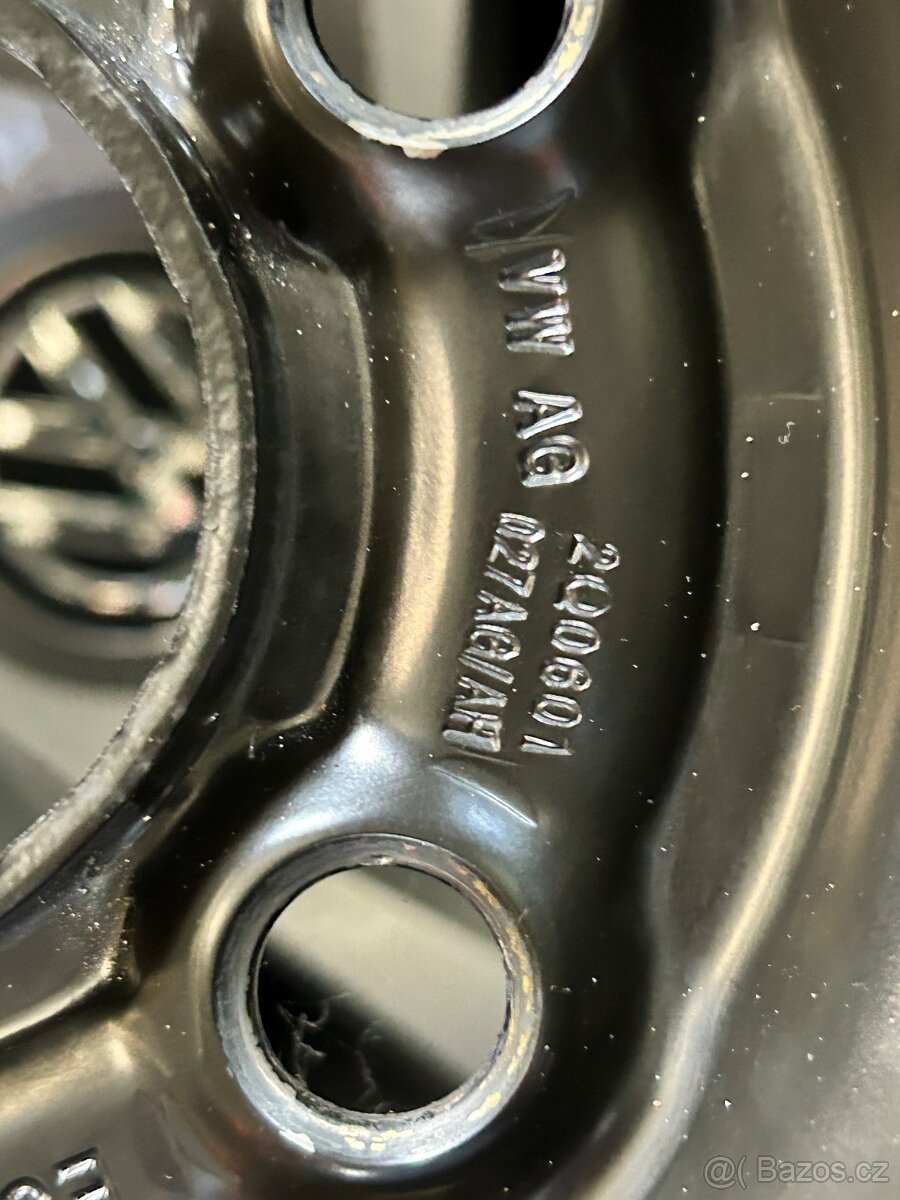 VW AG
2Q0601
027AG/AH
@( Bazos.cz